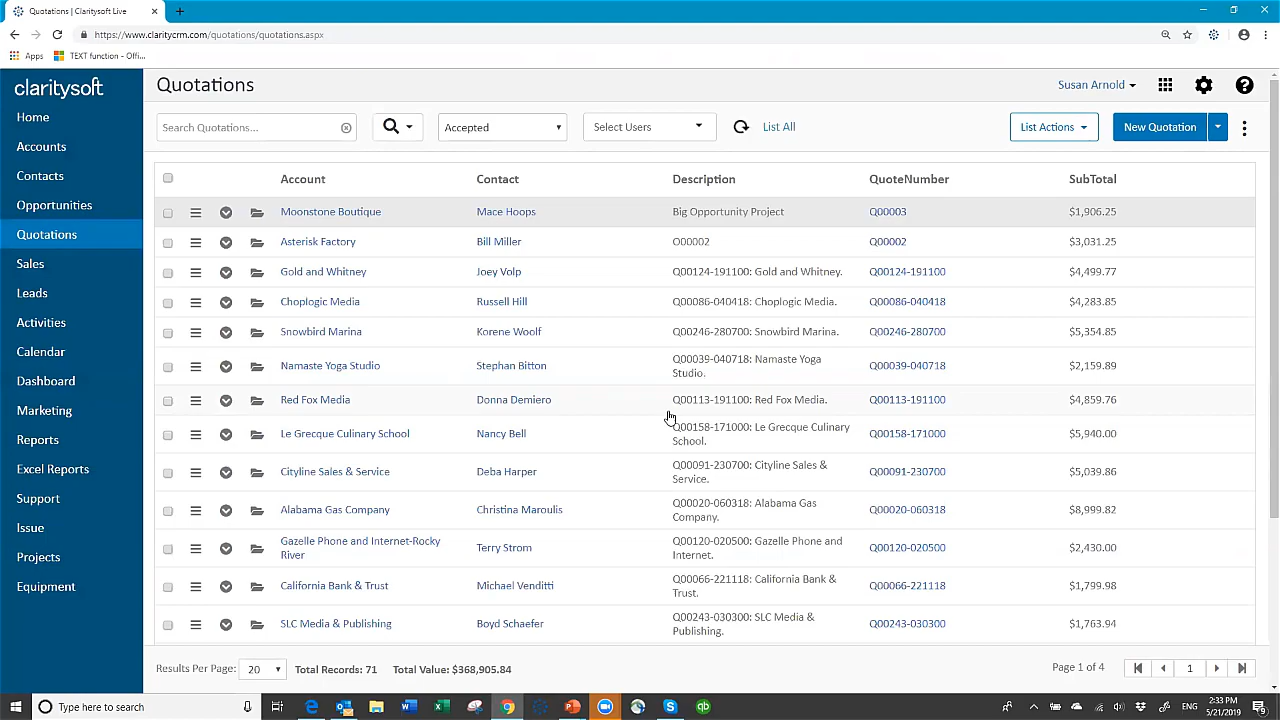 Claritysoft Live
https://www.claritycrm.com/quotations/quotations.aspx
Apps
TEXT function - Offi...
claritysoft
Quotations
Susan Arnold
Home
Accounts
Contacts
Opportunities
Quotations
Sales
Leads
Activities
Calendar
Dashboard
Marketing
Reports
Excel Reports
Support
Issue
Projects
Equipment
Search Quotations...
Accepted
Select Users
List All
List Actions
New Quotation
Account Contact Description QuoteNumber SubTotal
Moonstone Boutique Mace Hoops Big Opportunity Project Q00003 $1,906.25
Asterisk Factory Bill Miller O00002 Q00002 $3,031.25
Gold and Whitney Joey Volp Q00124-191100: Gold and Whitney. Q00124-191100 $4,499.77
Choplogic Media Russell Hill Q00086-040418: Choplogic Media. Q00086-040418 $4,283.85
Snowbird Marina Korene Woolf Q00246-280700: Snowbird Marina. Q00246-280700 $5,354.85
Namaste Yoga Studio Stephan Bitton Q00039-040718: Namaste Yoga
Studio. Q00039-040718 $2,159.89
Red Fox Media Donna Demiero Q00113-191100: Red Fox Media. Q00113-191100 $4,859.76
Le Grecque Culinary School Nancy Bell Q00158-171000: Le Grecque Culinary
School. Q00158-171000 $5,940.00
Cityline Sales & Service Deba Harper Q00091-230700: Cityline Sales &
Service. Q00091-230700 $5,039.86
Alabama Gas Company Christina Maroulis Q00020-060318: Alabama Gas
Company. Q00020-060318 $8,999.82
Gazelle Phone and Internet-Rocky
River Terry Strom Q00120-020500: Gazelle Phone and
Internet. Q00120-020500 $2,430.00
California Bank & Trust Michael Venditti Q00066-221118: California Bank &
Trust. Q00066-221118 $1,799.98
SLC Media & Publishing Boyd Schaefer Q00243-030300: SLC Media &
Publishing. Q00243-030300 $1,763.94
Results Per Page: 20 Total Records: 71 Total Value: $368,905.84 Page 1 of 4 1
Type here to search
ENG
2:33 PM
5/21/2019